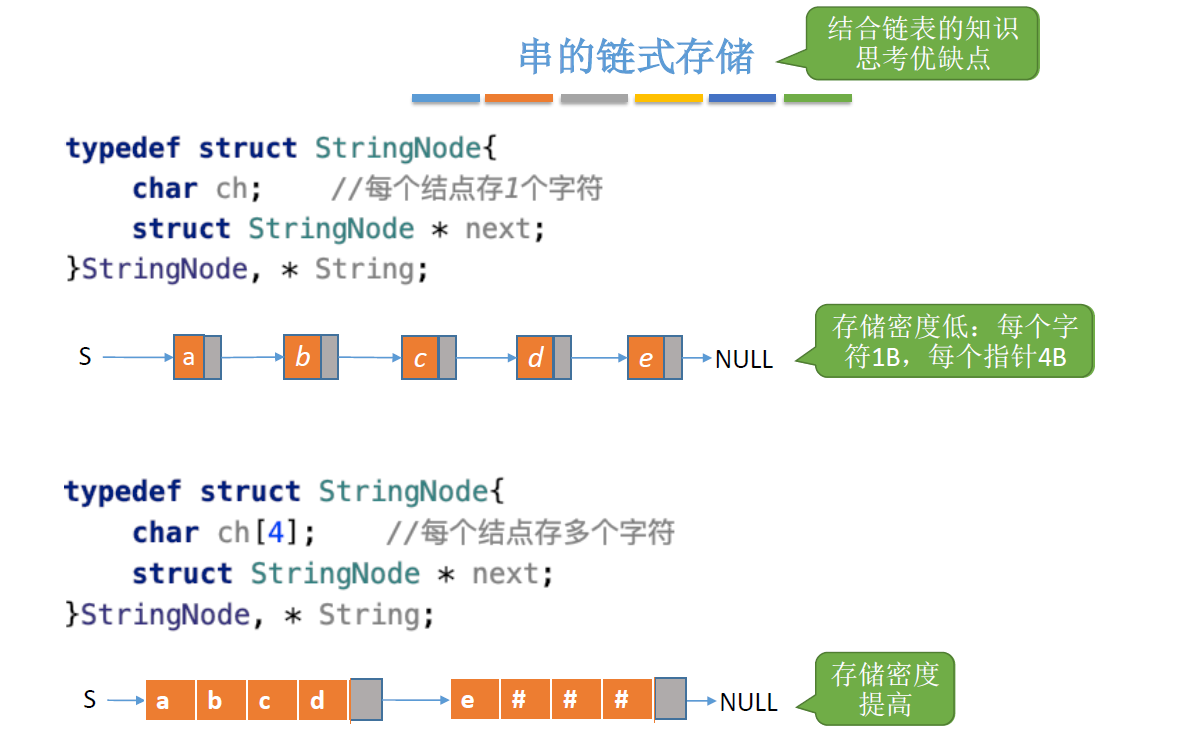 串的链式存储
结合链表的知识
思考优缺点
typedef struct StringNode{
char ch; //每个结点存1个字符
struct StringNode * next;
}StringNode, * String;
S a b c d e NULL
存储密度低：每个字
符1B，每个指针4B
typedef struct StringNode{
char ch[4]; //每个结点存多个字符
struct StringNode * next;
}StringNode, * String;
S a b c d e # # # NULL
存储密度
提高